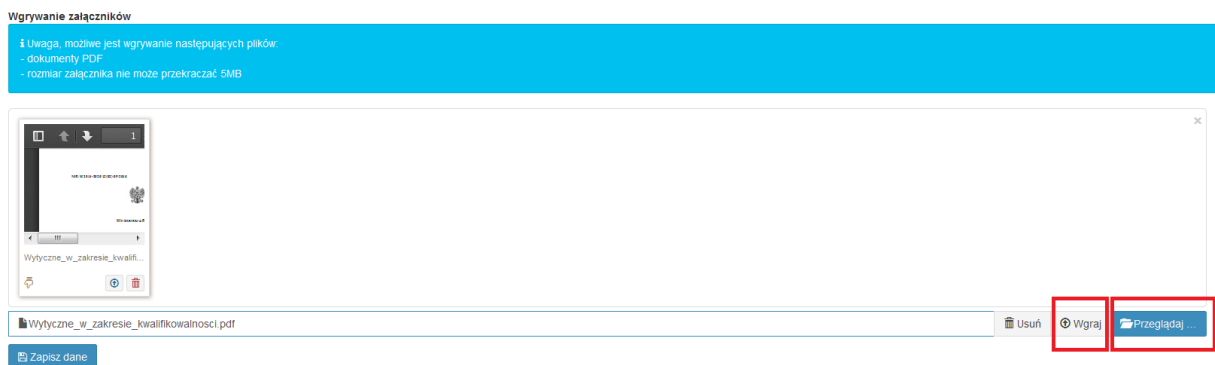 Wgrywanie załączników
i Uwaga, możliwe jest wgrywanie następujących plików:
- dokumenty PDF
- rozmiar załącznika nie może przekraczać 5MB
×
1
Wytyczne_w_zakresie_kwalifi...
Wytyczne_w_zakresie_kwalifikowalnosci.pdf
Usuń
Wgraj
Przeglądaj ...
Zapisz dane